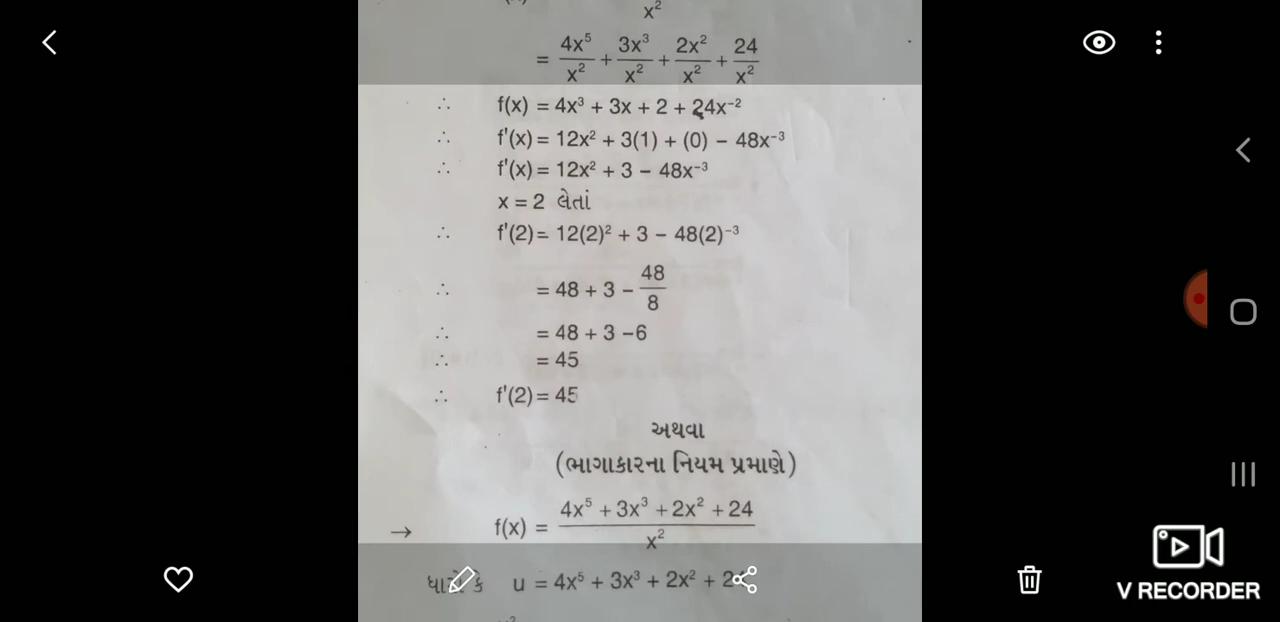 x²
= 4x⁵/x² + 3x³/x² + 2x²/x² + 24/x²
∴ f(x) = 4x³ + 3x + 2 + 24x⁻²
∴ f'(x) = 12x² + 3(1) + (0) − 48x⁻³
∴ f'(x) = 12x² + 3 − 48x⁻³
x = 2 લેતાં
∴ f'(2) = 12(2)² + 3 − 48(2)⁻³
∴ = 48 + 3 − 48/8
∴ = 48 + 3 −6
∴ = 45
∴ f'(2) = 45
અથવા
(ભાગાકારના નિયમ પ્રમાણે)
→ f(x) = 4x⁵ + 3x³ + 2x² + 24/x²
u = 4x⁵ + 3x³ + 2x² +
V RECORDER